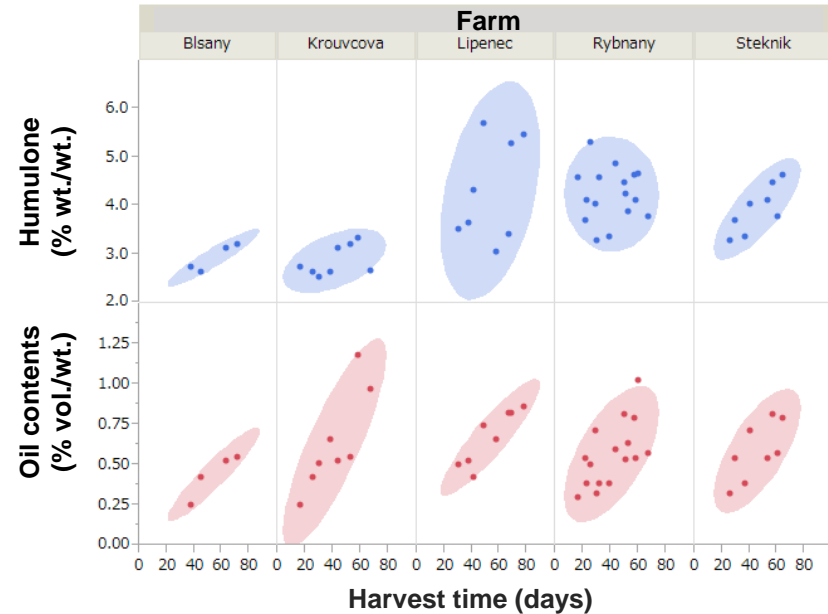 Farm
Blsany Krouvcova Lipenec Rybnany Steknik
Humulone
(% wt./wt.)
6.0
5.0
4.0
3.0
2.0
Oil contents
(% vol./wt.)
1.25
1.00
0.75
0.50
0.25
0.00
0 20 40 60 80 0 20 40 60 80 0 20 40 60 80 0 20 40 60 80 0 20 40 60 80
Harvest time (days)